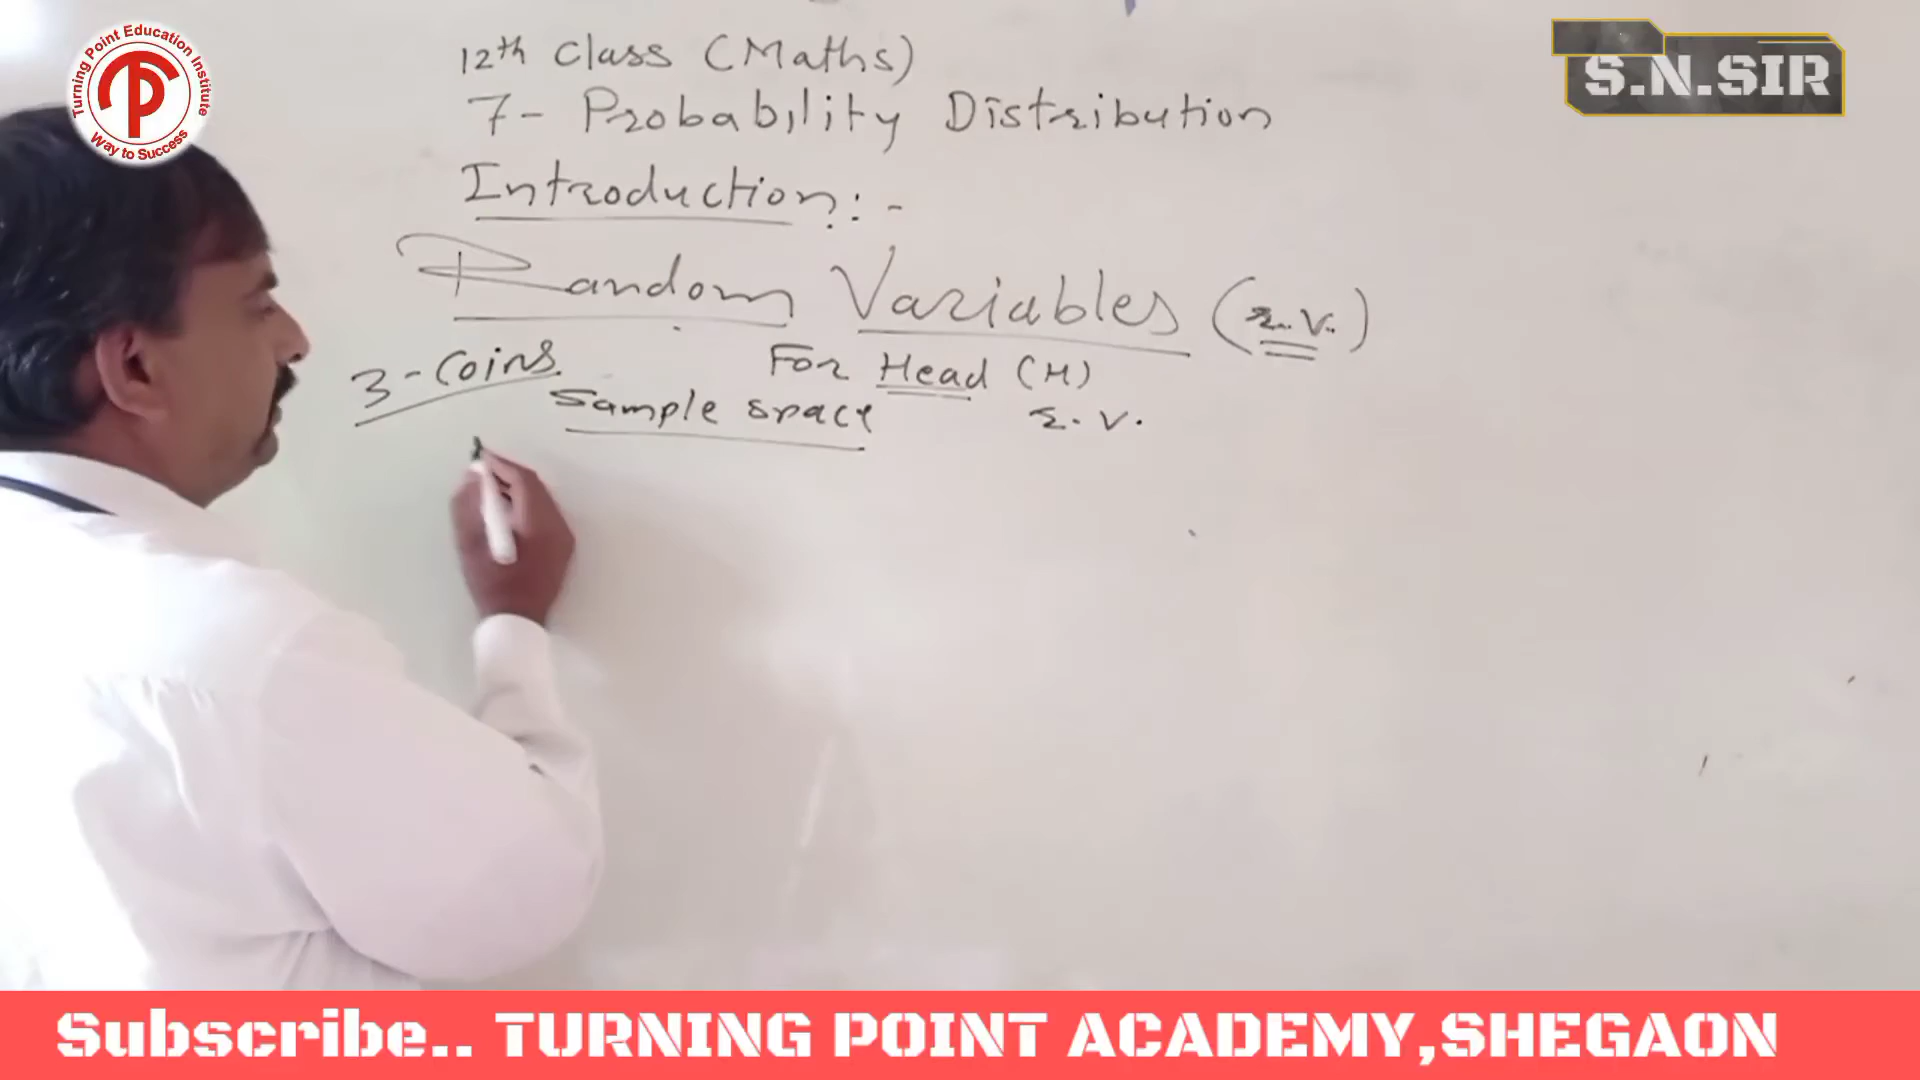 Turning Point Education Institute
Way to Success
S.N.SIR
12th Class (Maths)
7- Probability Distribution
Introduction:-
Random Variables (r.v.)
3-Coins. For Head (H)
Sample space r.v.
Subscribe.. TURNING POINT ACADEMY,SHEGAON